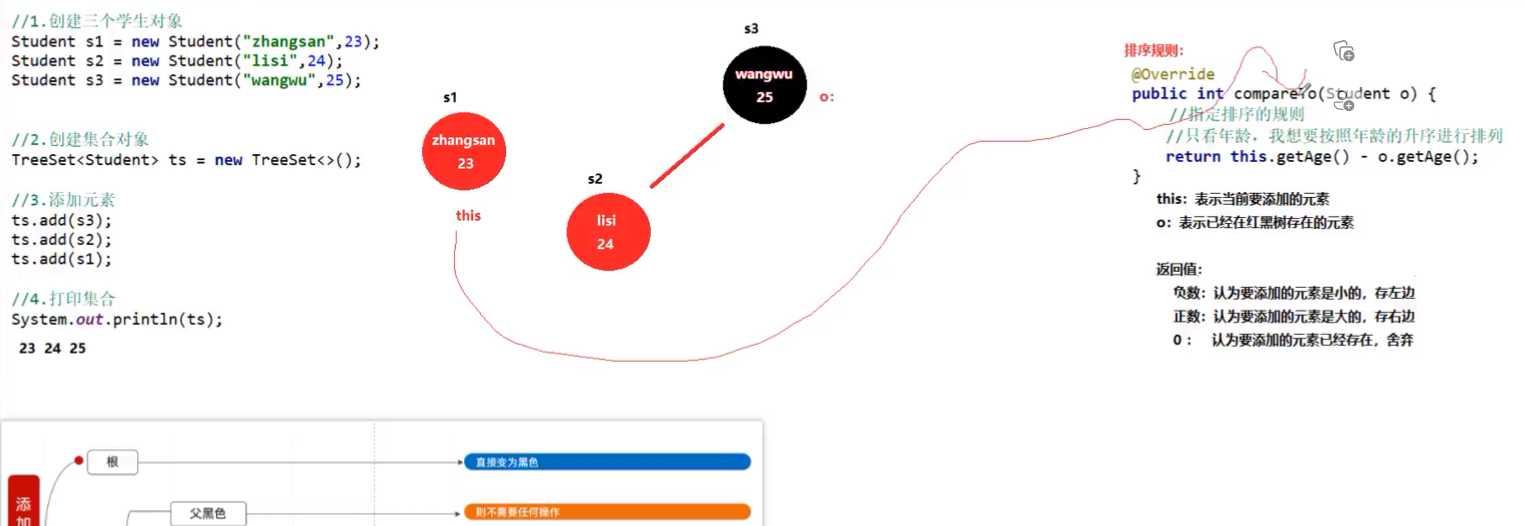 //1.创建三个学生对象
Student s1 = new Student("zhangsan",23);
Student s2 = new Student("lisi",24);
Student s3 = new Student("wangwu",25);
//2.创建集合对象
TreeSet<Student> ts = new TreeSet<>();
//3.添加元素
ts.add(s3);
ts.add(s2);
ts.add(s1);
//4.打印集合
System.out.println(ts);
23 24 25
s1
zhangsan
23
this
s2
lisi
24
s3
wangwu
25
o:
排序规则:
@Override
public int compareTo(Student o) {
//指定排序的规则
//只看年龄，我想要按照年龄的升序进行排列
return this.getAge() - o.getAge();
}
this：表示当前要添加的元素
o：表示已经在红黑树存在的元素
返回值：
负数：认为要添加的元素是小的，存左边
正数：认为要添加的元素是大的，存右边
0 ： 认为要添加的元素已经存在，舍弃
添
加
根
直接变为黑色
父黑色
则不需要任何操作